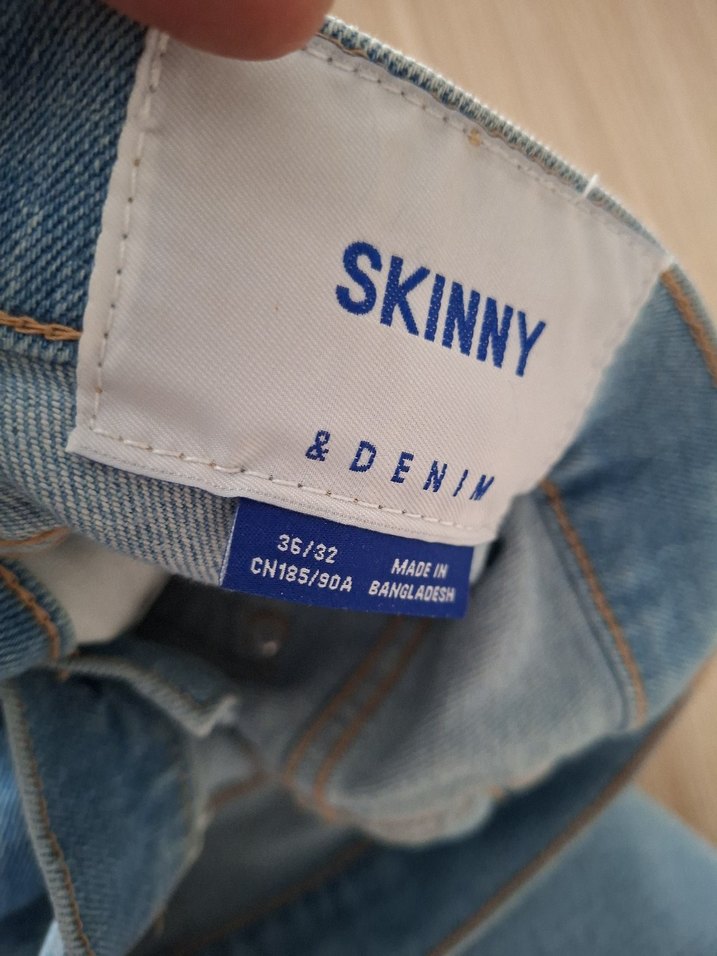 SKINNY
& DENIM
36/32
CN185/90A
MADE IN
BANGLADESH